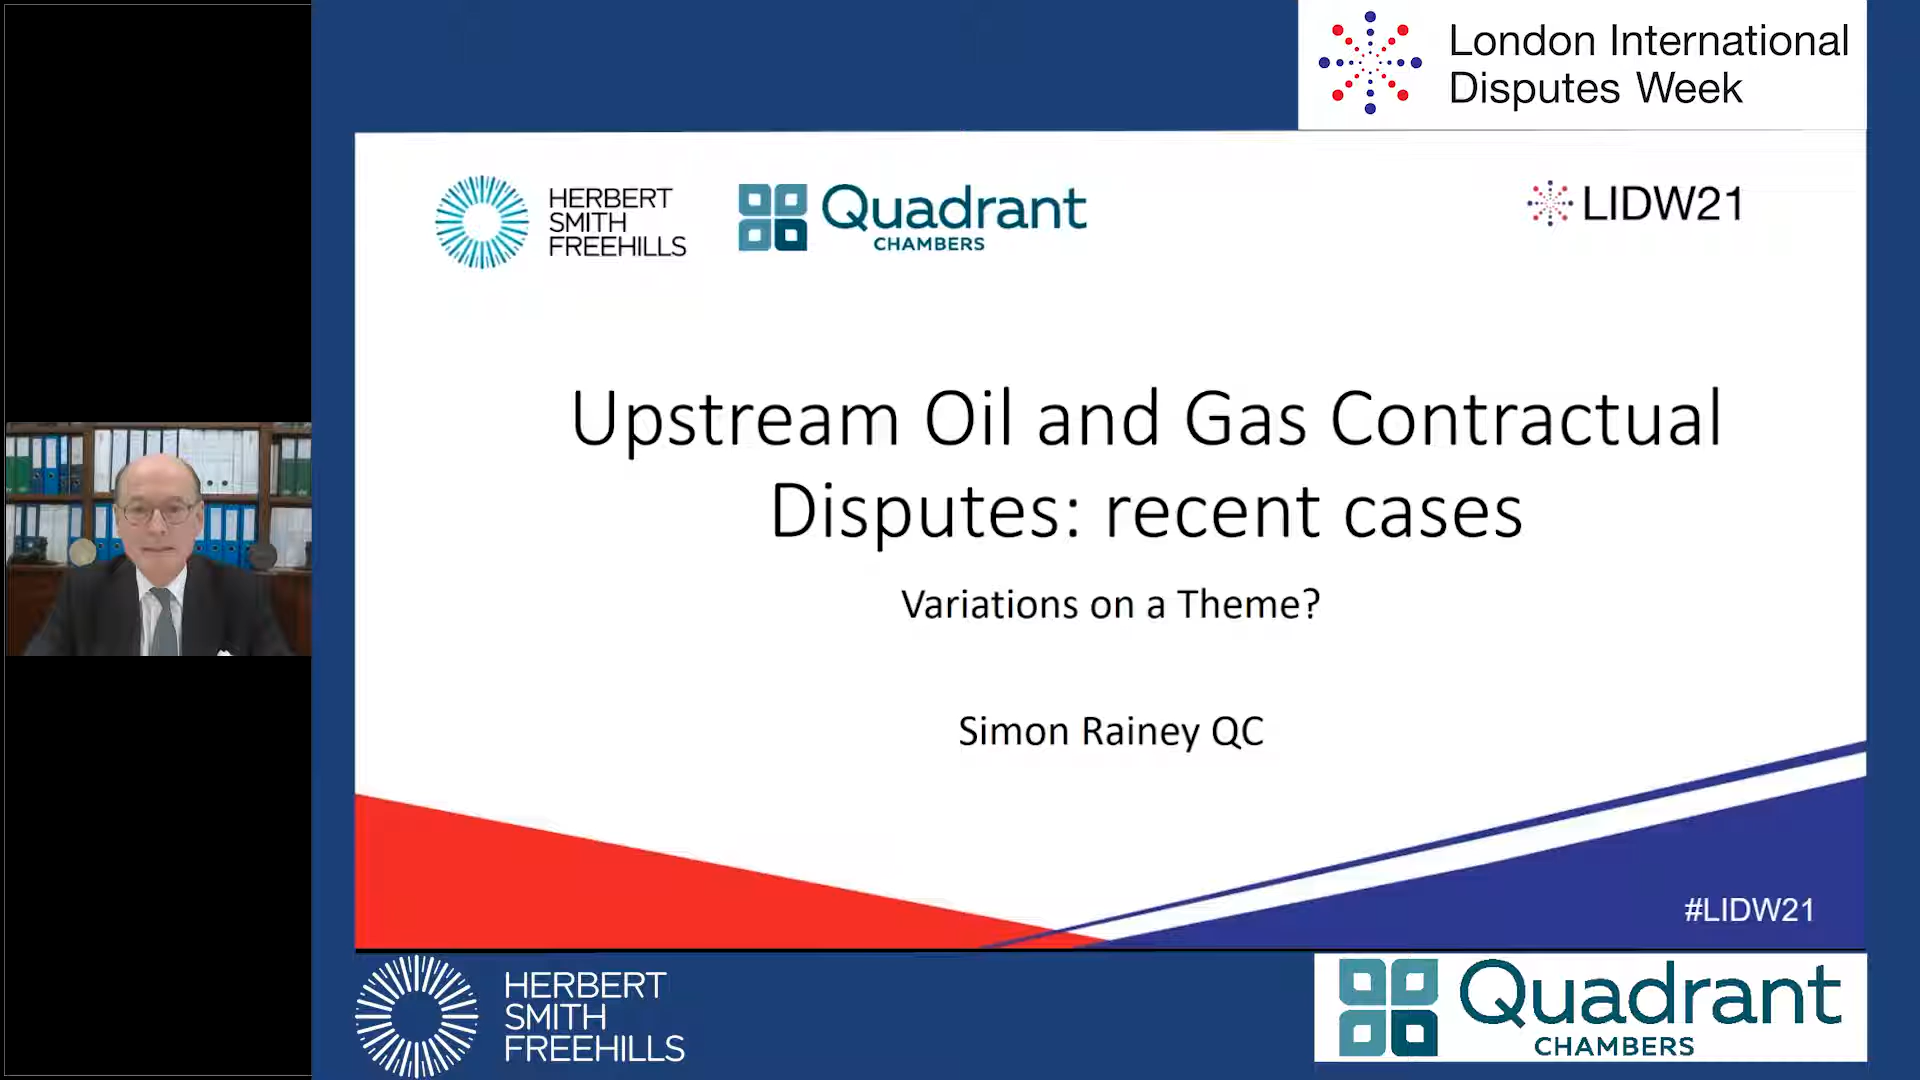 London International
Disputes Week
HERBERT
SMITH
FREEHILLS
Quadrant
CHAMBERS
LIDW21
Upstream Oil and Gas Contractual
Disputes: recent cases
Variations on a Theme?
Simon Rainey QC
#LIDW21
HERBERT
SMITH
FREEHILLS
Quadrant
CHAMBERS